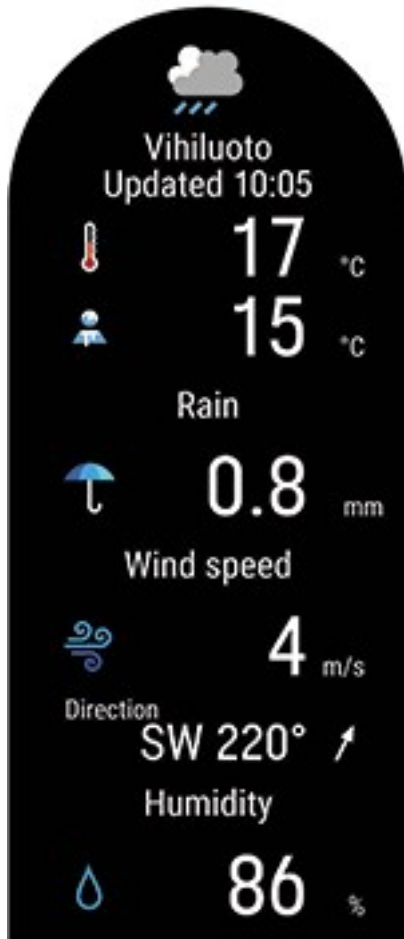 Vihiluoto
Updated 10:05
17 °C
15 °C
Rain
0.8 mm
Wind speed
4 m/s
Direction
SW 220°
Humidity
86 %